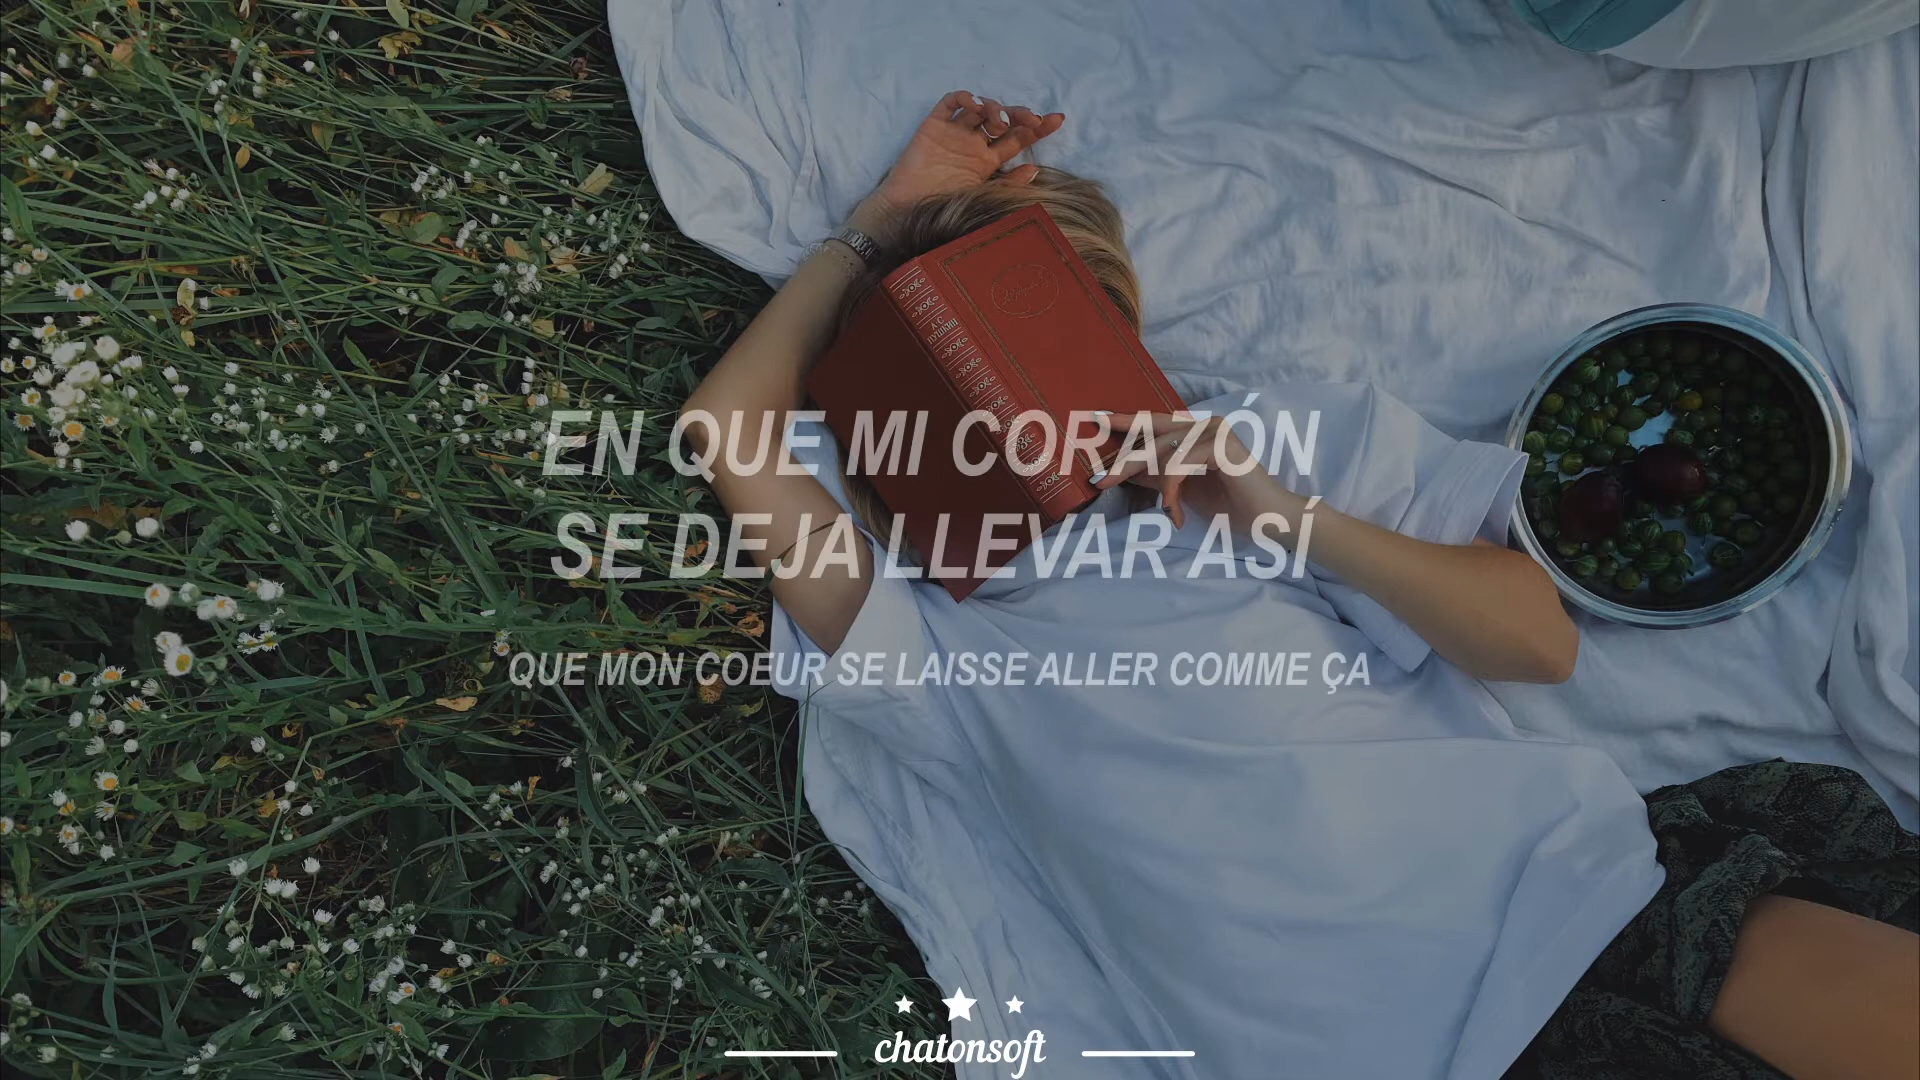 EN QUE MI CORAZÓN
SE DEJA LLEVAR ASÍ
QUE MON COEUR SE LAISSE ALLER COMME ÇA
chatonsoft